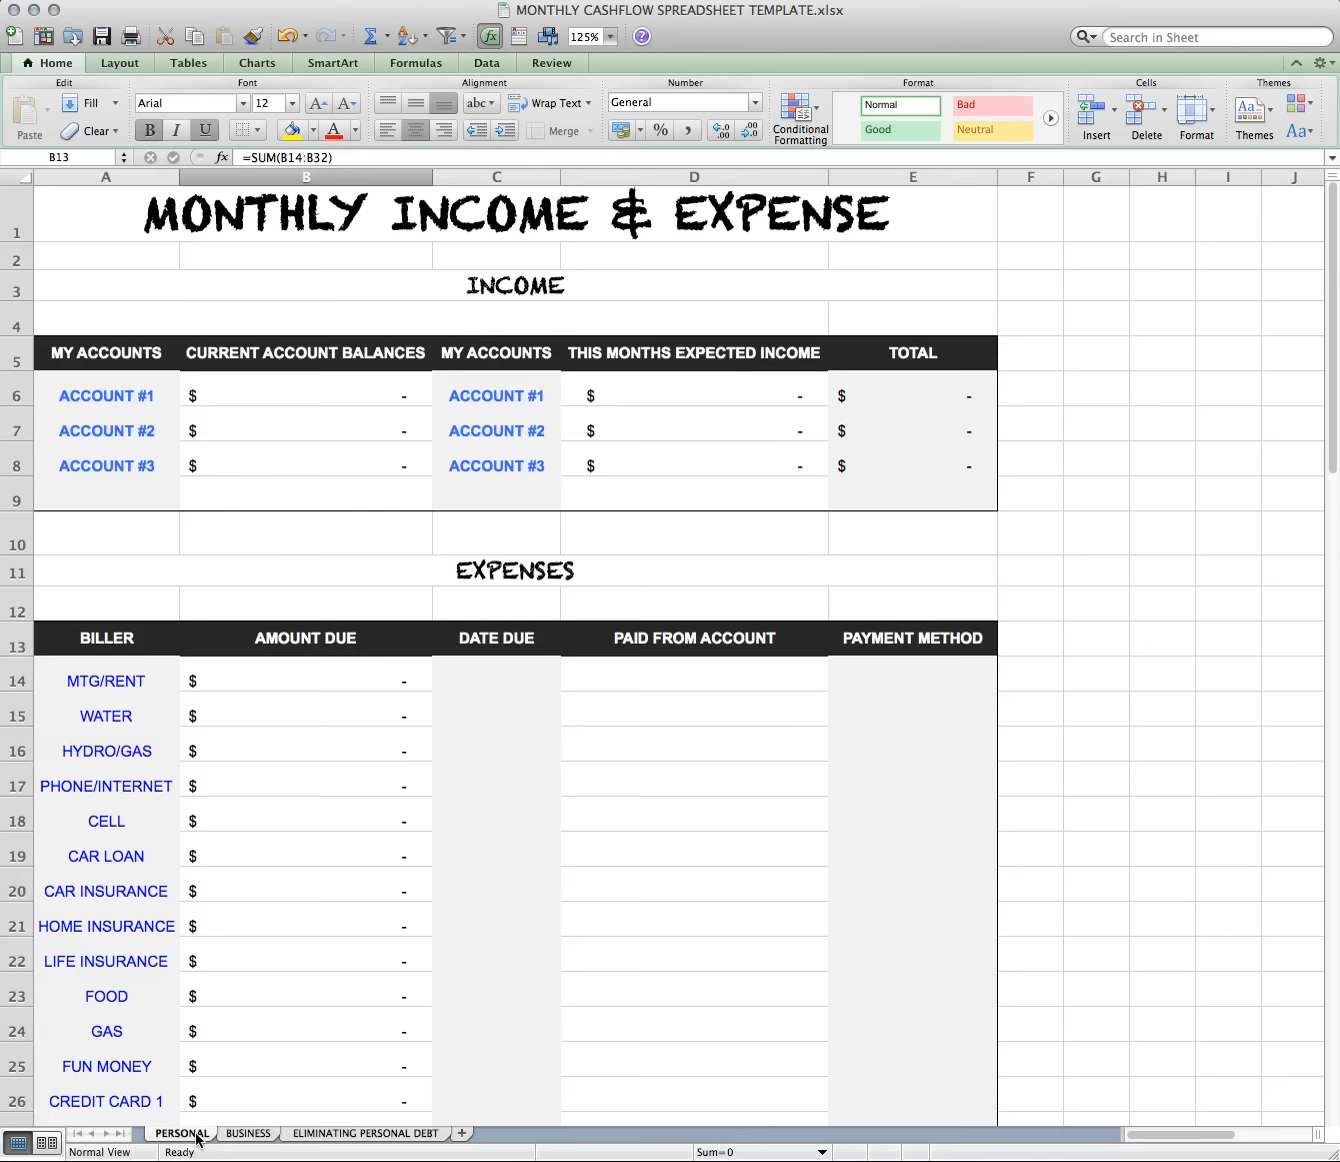 MONTHLY CASHFLOW SPREADSHEET TEMPLATE.xlsx
125%
Search in Sheet
Home Layout Tables Charts SmartArt Formulas Data Review
Edit Font Alignment Number Format Cells Themes
Paste Fill Clear
Arial 12
B I U
A A
abc Wrap Text
Merge
General
%
Conditional Formatting
Normal Bad
Good Neutral
Insert Delete Format Themes Aa
B13 fx =SUM(B14:B32)
A B C D E F G H I J
1 MONTHLY INCOME & EXPENSE
2
3 INCOME
4
5 MY ACCOUNTS CURRENT ACCOUNT BALANCES MY ACCOUNTS THIS MONTHS EXPECTED INCOME TOTAL
6 ACCOUNT #1 $ - ACCOUNT #1 $ - $ -
7 ACCOUNT #2 $ - ACCOUNT #2 $ - $ -
8 ACCOUNT #3 $ - ACCOUNT #3 $ - $ -
9
10
11 EXPENSES
12
13 BILLER AMOUNT DUE DATE DUE PAID FROM ACCOUNT PAYMENT METHOD
14 MTG/RENT $ -
15 WATER $ -
16 HYDRO/GAS $ -
17 PHONE/INTERNET $ -
18 CELL $ -
19 CAR LOAN $ -
20 CAR INSURANCE $ -
21 HOME INSURANCE $ -
22 LIFE INSURANCE $ -
23 FOOD $ -
24 GAS $ -
25 FUN MONEY $ -
26 CREDIT CARD 1 $ -
PERSONAL BUSINESS ELIMINATING PERSONAL DEBT +
Normal View Ready Sum=0